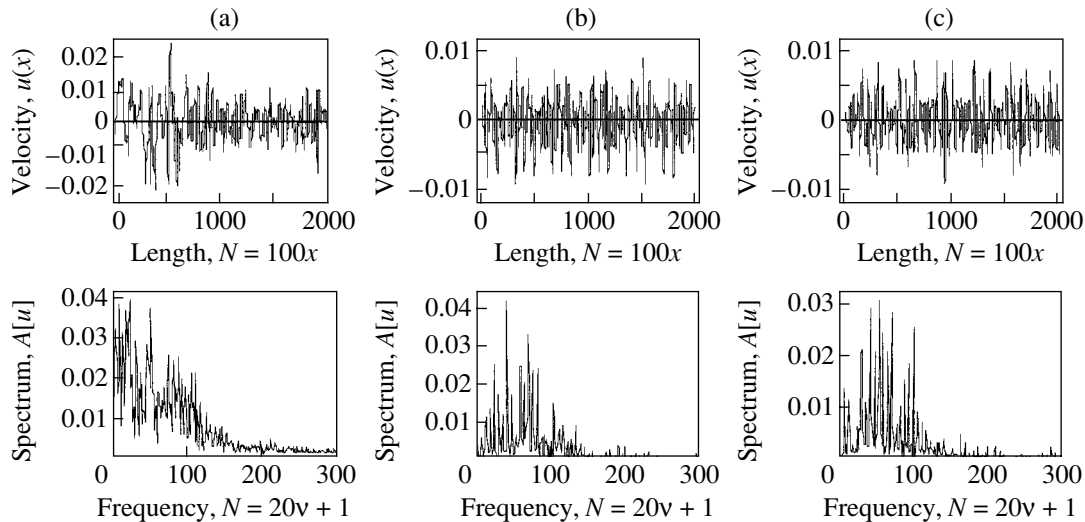 (a)
(b)
(c)
Velocity, u(x)
0.02
0.01
0
−0.01
−0.02
0
1000
2000
Length, N = 100x
Velocity, u(x)
0.01
0
−0.01
0
1000
2000
Length, N = 100x
Velocity, u(x)
0.01
0
−0.01
0
1000
2000
Length, N = 100x
Spectrum, A[u]
0.04
0.03
0.02
0.01
0
100
200
300
Frequency, N = 20ν + 1
Spectrum, A[u]
0.04
0.03
0.02
0.01
0
100
200
300
Frequency, N = 20ν + 1
Spectrum, A[u]
0.03
0.02
0.01
0
100
200
300
Frequency, N = 20ν + 1